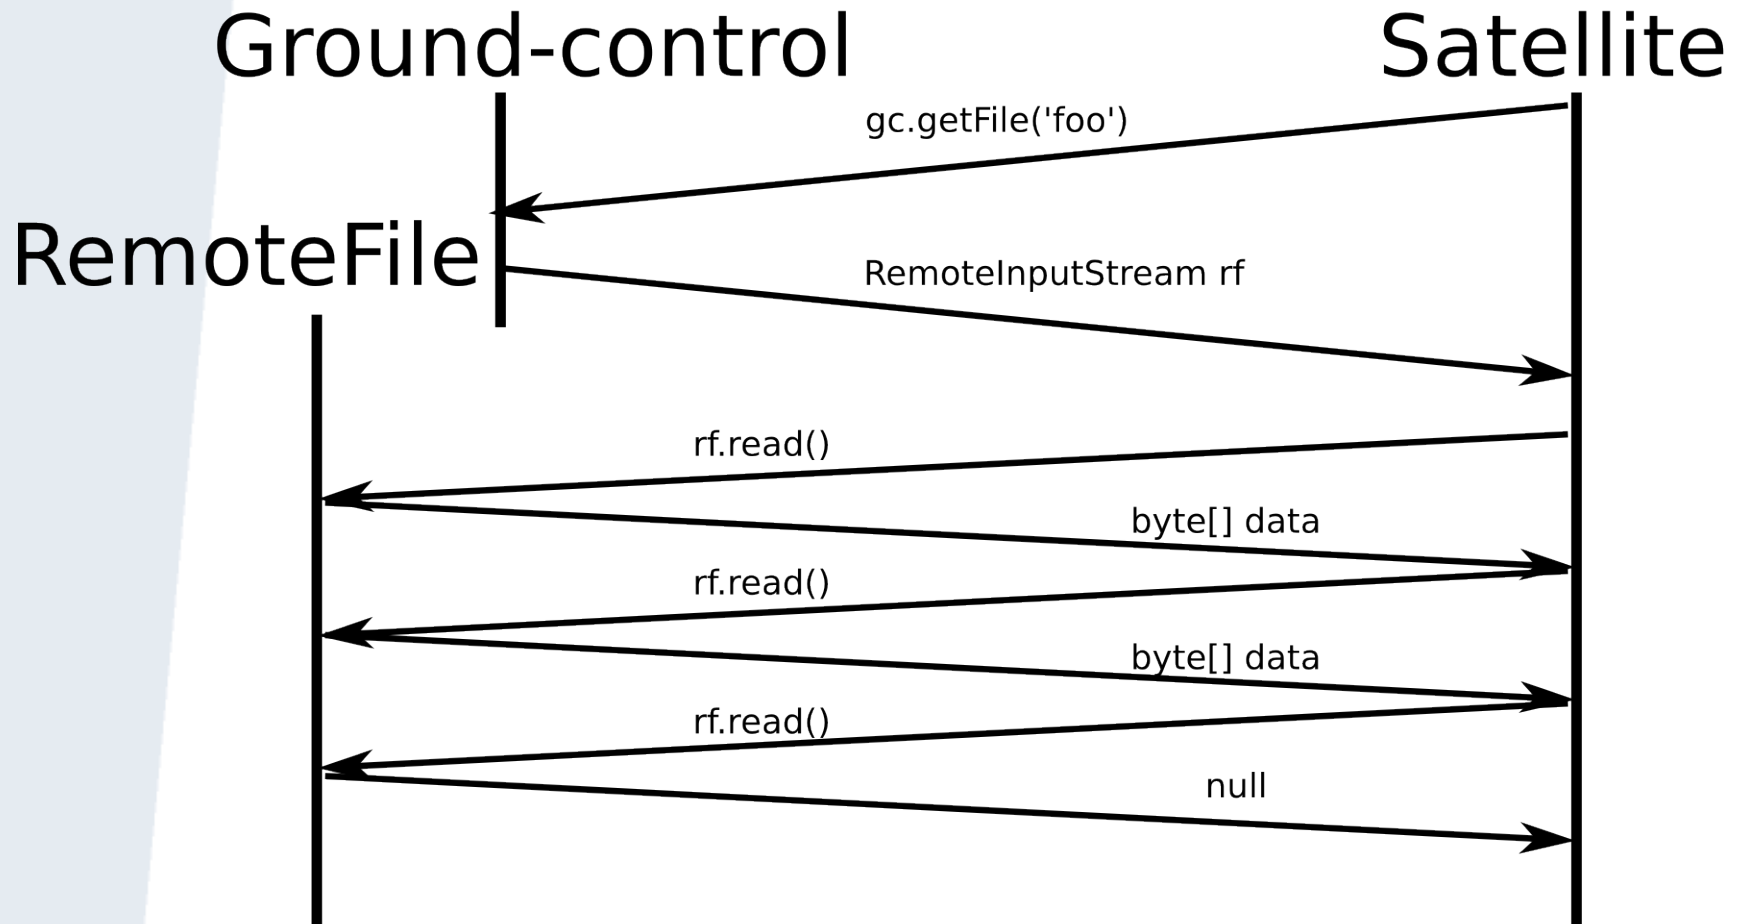 Ground-control
Satellite
gc.getFile('foo')
RemoteFile
RemoteInputStream rf
rf.read()
byte[] data
rf.read()
byte[] data
rf.read()
null